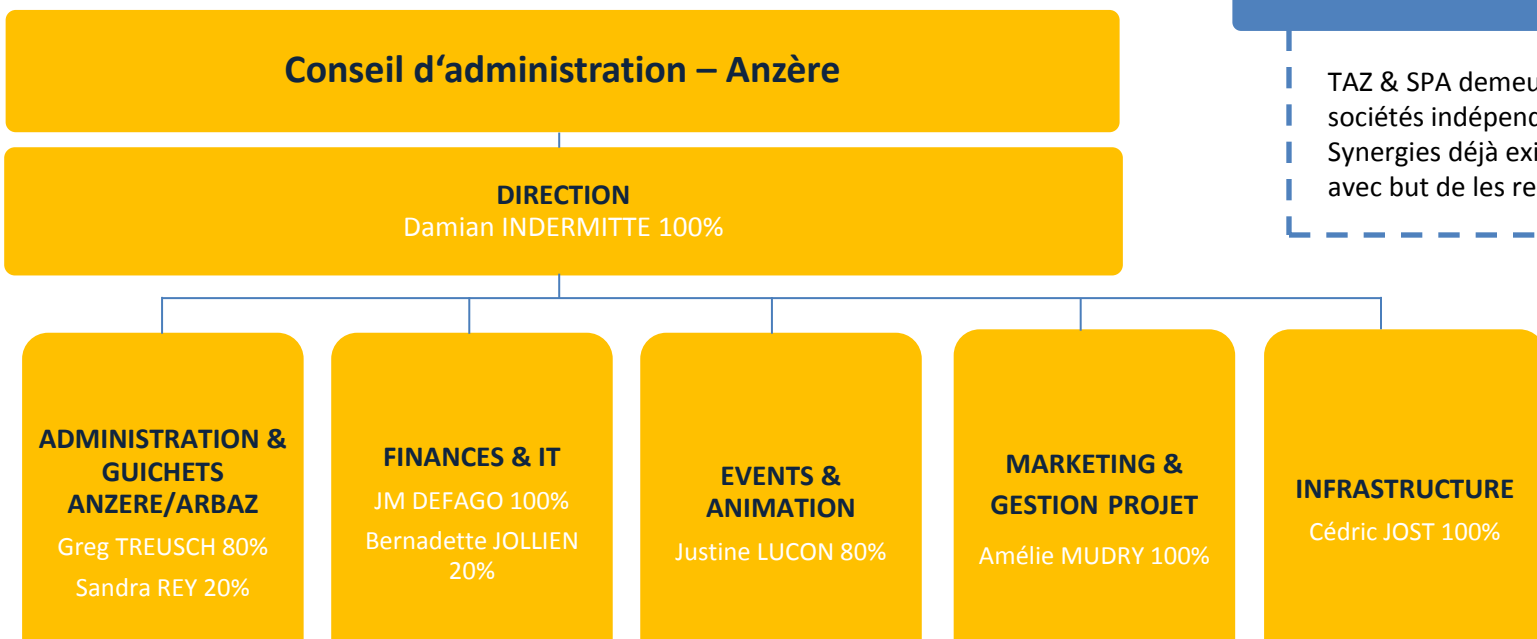 Conseil d‘administration – Anzère
DIRECTION
Damian INDERMITTE 100%
TAZ & SPA
sociétés
Synergies déjà
avec but de les
ADMINISTRATION &
GUICHETS
ANZERE/ARBAZ
Greg TREUSCH 80%
Sandra REY 20%
FINANCES & IT
JM DEFAGO 100%
Bernadette JOLLIEN
20%
EVENTS &
ANIMATION
Justine LUCON 80%
MARKETING &
GESTION PROJET
Amélie MUDRY 100%
INFRASTRUCTURE
Cédric JOST 100%